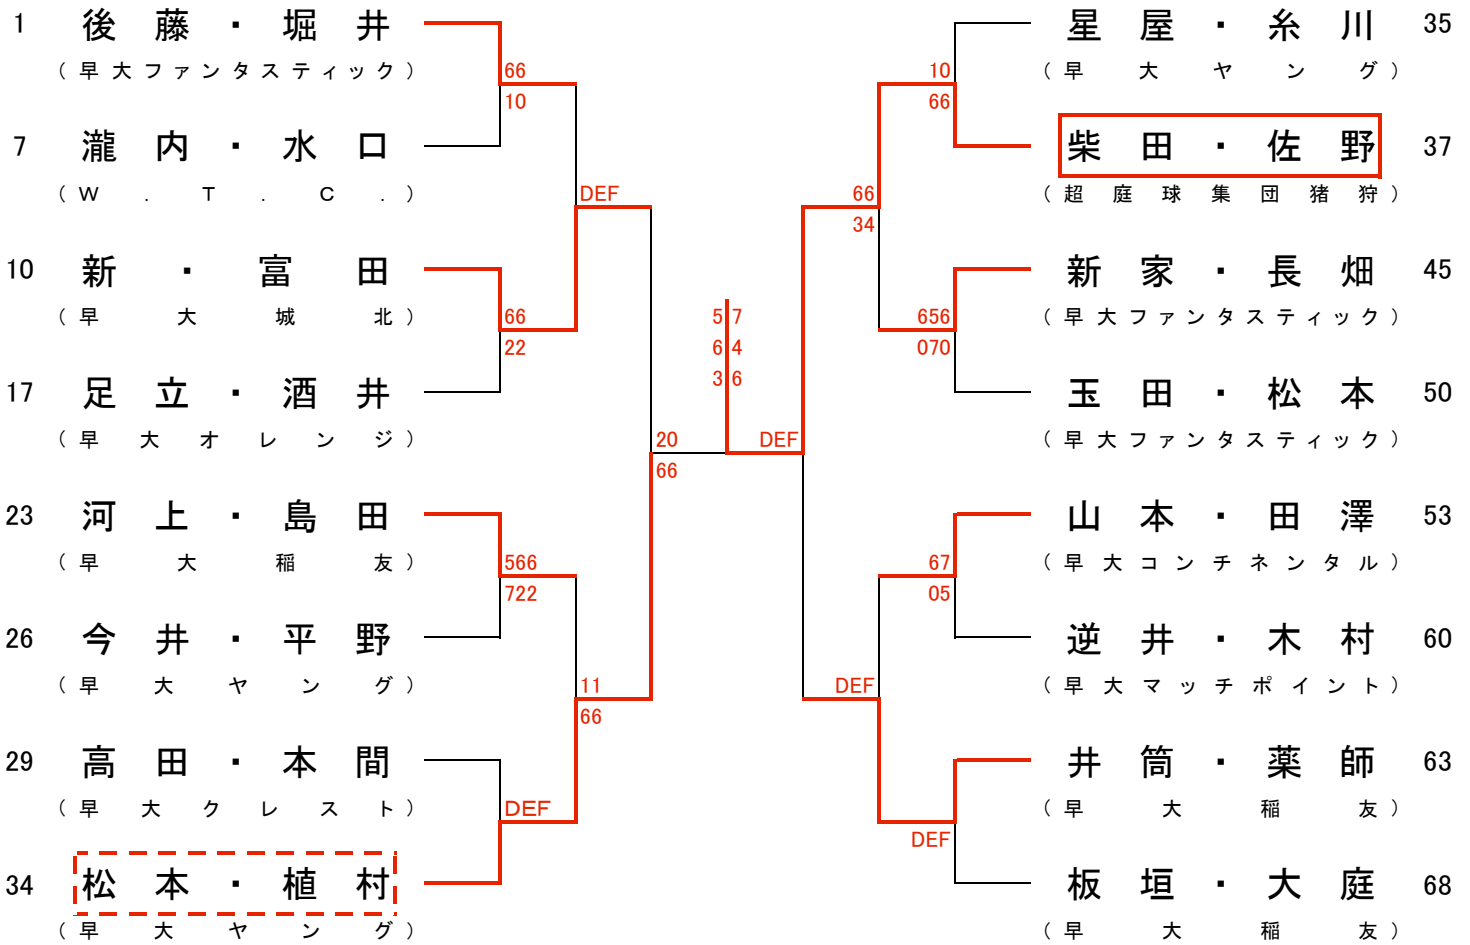 1 後藤・堀井
(早大ファンタスティック)
66
10
7 瀧内・水口
(W.T.C.)
DEF
10 新・富田
(早大城北)
66
22
17 足立・酒井
(早大オレンジ)
20
66
23 河上・島田
(早大稲友)
566
722
26 今井・平野
(早大ヤング)
11
66
29 高田・本間
(早大クレスト)
DEF
34 松本・植村
(早大ヤング)
5 7
6 4
3 6
DEF
星屋・糸川 35
(早大ヤング)
10
66
柴田・佐野 37
(超庭球集団猪狩)
66
34
新家・長畑 45
(早大ファンタスティック)
656
070
玉田・松本 50
(早大ファンタスティック)
山本・田澤 53
(早大コンチネンタル)
67
05
逆井・木村 60
(早大マッチポイント)
DEF
井筒・薬師 63
(早大稲友)
DEF
板垣・大庭 68
(早大稲友)